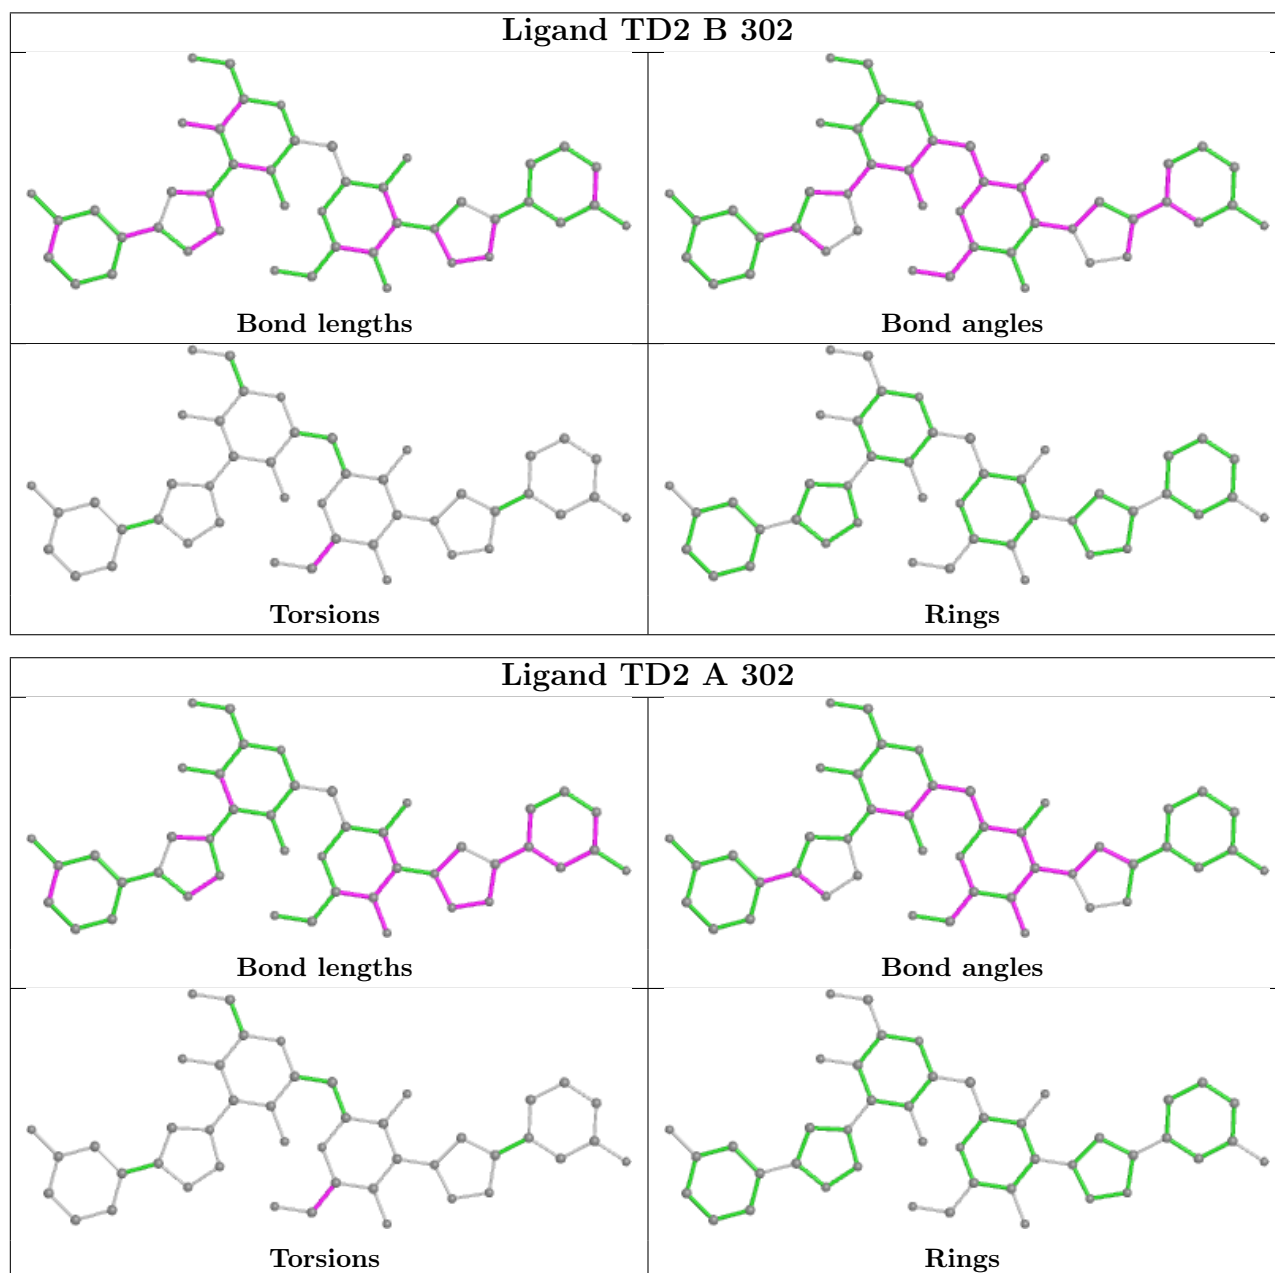 Ligand TD2 B 302
Bond lengths
Bond angles
Torsions
Rings
Ligand TD2 A 302
Bond lengths
Bond angles
Torsions
Rings